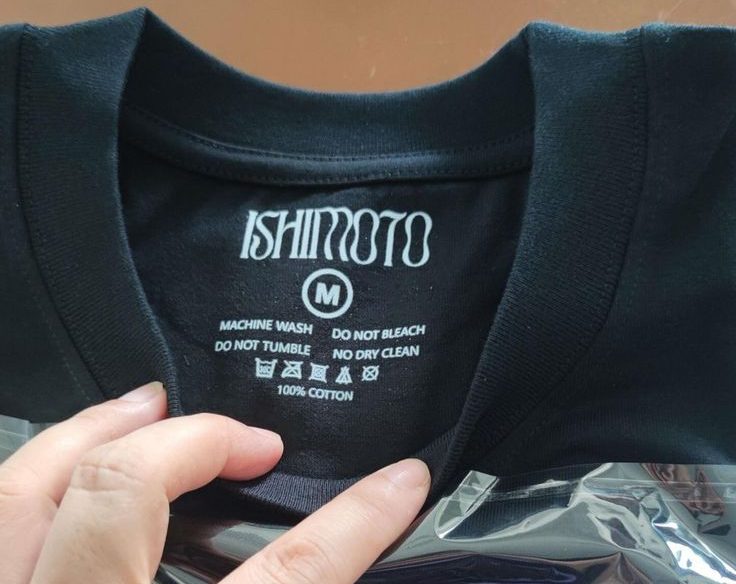 ISHIMOTO
M
MACHINE WASH DO NOT BLEACH
DO NOT TUMBLE NO DRY CLEAN
100% COTTON